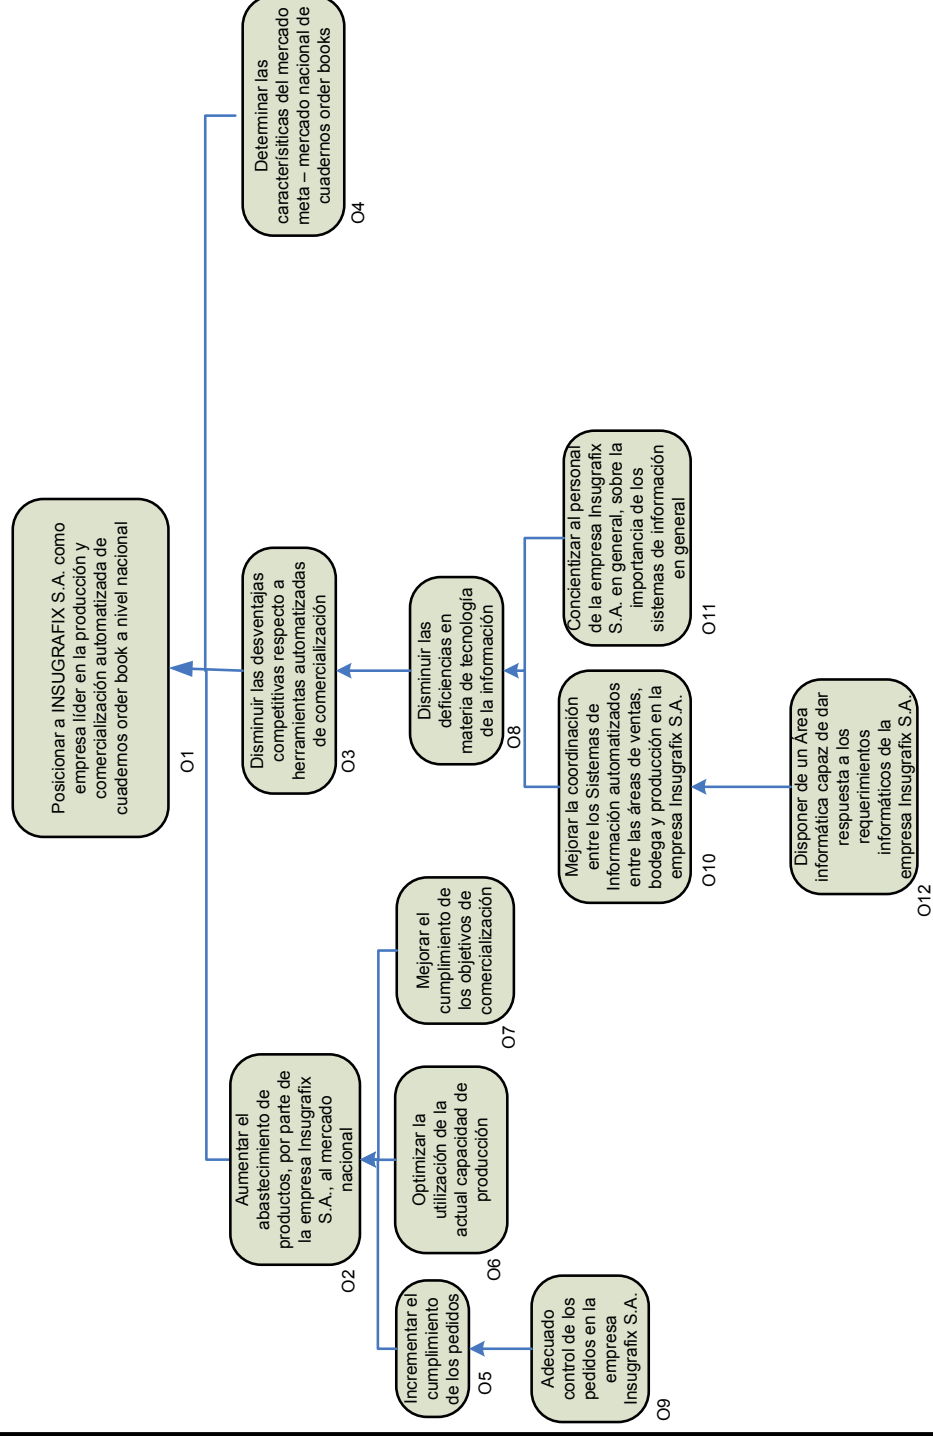 Posicionar a INSUGRAFIX S.A. como
empresa líder en la producción y
comercialización automatizada de
cuadernos order book a nivel nacional
O1
Aumentar el
abastecimiento de
productos, por parte de
la empresa Insugrafix
S.A., al mercado
nacional
O2
Disminuir las desventajas
competitivas respecto a
herramientas automatizadas
de comercialización
O3
Determinar las
caracterísiticas del mercado
meta – mercado nacional de
cuadernos order books
O4
Incrementar el
cumplimiento
de los pedidos
O5
Optimizar la
utilización de la
actual capacidad de
producción
O6
Mejorar el
cumplimiento de
los objetivos de
comercialización
O7
Disminuir las
deficiencias en
materia de tecnología
de la información
O8
Adecuado
control de los
pedidos en la
empresa
Insugrafix S.A.
O9
Mejorar la coordinación
entre los Sistemas de
Información automatizados
entre las áreas de ventas,
bodega y producción en la
empresa Insugrafix S.A.
O10
Concientizar al personal
de la empresa Insugrafix
S.A. en general, sobre la
importancia de los
sistemas de información
en general
O11
Disponer de un Área
informática capaz de dar
respuesta a los
requerimientos
informáticos de la
empresa Insugrafix S.A.
O12